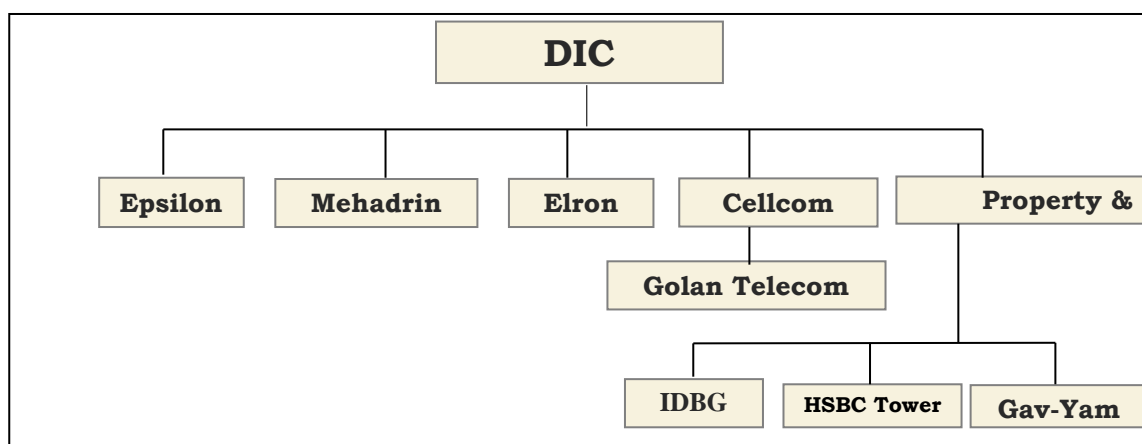 DIC
Epsilon
Mehadrin
Elron
Cellcom
Property &
Golan Telecom
IDBG
HSBC Tower
Gav-Yam